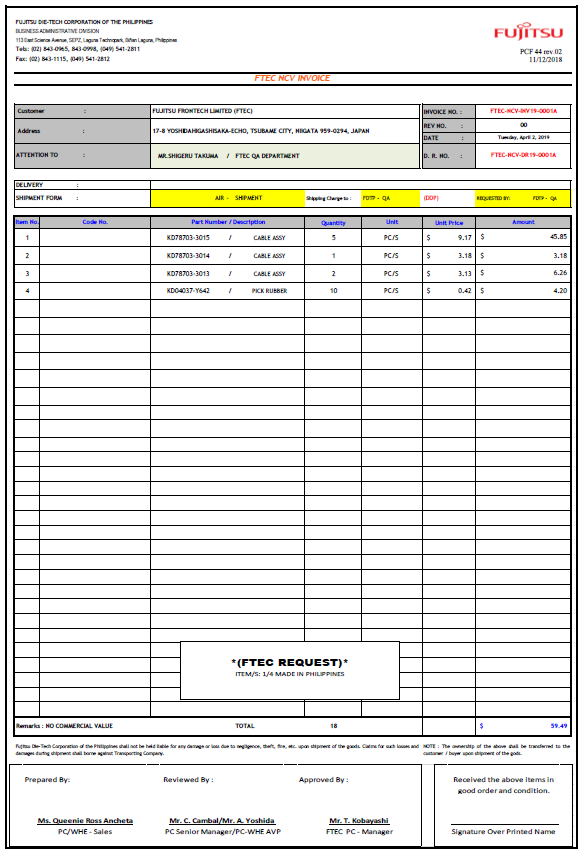 FUJITSU DIE-TECH CORPORATION OF THE PHILIPPINES
BUSINESS ADMINISTRATIVE DIVISION
113 East Science Avenue, SEPZ, Laguna Technopark, Biñan Laguna, Philippines
Tels: (02) 843-0965, 843-0998, (049) 541-2811
Fax: (02) 843-1115, (049) 541-2812
FUJITSU
PCF 44 rev.02
11/12/2018
FTEC NCV INVOICE
Customer : FUJITSU FRONTECH LIMITED (FTEC) INVOICE NO. : FTEC-NCV-INV19-0001A
REV NO. : 00
Address : 17-8 YOSHIDAHIGASHISAKA-ECHO, TSUBAME CITY, NIIGATA 959-0294, JAPAN DATE : Tuesday, April 2, 2019
ATTENTION TO : MR.SHIGERU TAKUMA / FTEC QA DEPARTMENT D. R. NO. : FTEC-NCV-DR19-0001A
DELIVERY :
SHIPMENT FORM : AIR - SHIPMENT Shipping Charge to : FDTP - QA (DDP) REQUESTED BY: FDTP - QA
Item No. Code No. Part Number / Description Quantity Unit Unit Price Amount
1 KD78703-3015 / CABLE ASSY 5 PC/S $ 9.17 $ 45.85
2 KD78703-3014 / CABLE ASSY 1 PC/S $ 3.18 $ 3.18
3 KD78703-3013 / CABLE ASSY 2 PC/S $ 3.13 $ 6.26
4 KD04037-Y642 / PICK RUBBER 10 PC/S $ 0.42 $ 4.20
*(FTEC REQUEST)*
ITEM/S: 1/4 MADE IN PHILIPPINES
Remarks : NO COMMERCIAL VALUE TOTAL 18 $ 59.49
Fujitsu Die-Tech Corporation of the Philippines shall not be held liable for any damage or loss due to negligence, theft, fire, etc. upon shipment of the goods. Claims for such losses and
damages during shipment shall borne against Transporting Company.
NOTE : The ownership of the above shall be transferred to the
customer / buyer upon shipment of the gods.
Prepared By: Reviewed By : Approved By :
Ms. Queenie Ross Ancheta Mr. C. Cambal/Mr. A. Yoshida Mr. T. Kobayashi
PC/WHE - Sales PC Senior Manager/PC-WHE AVP FTEC PC - Manager
Received the above items in
good order and condition.
Signature Over Printed Name